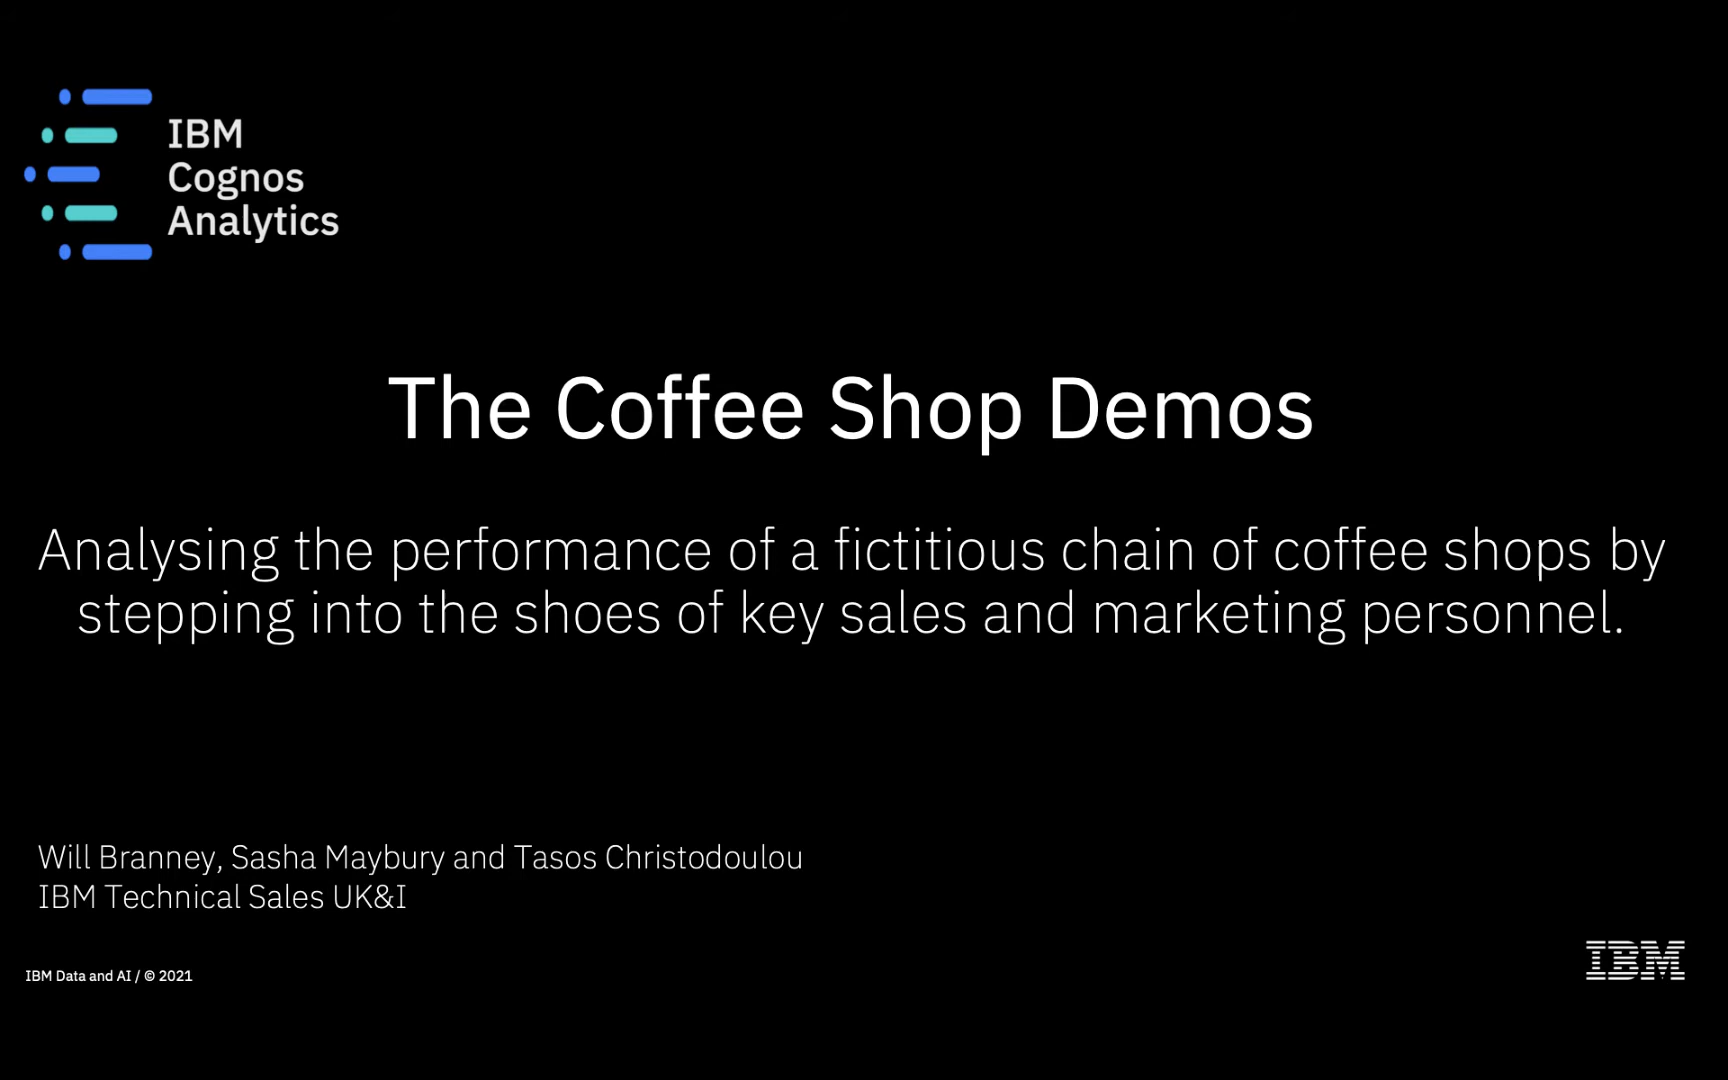 IBM
Cognos
Analytics
The Coffee Shop Demos
Analysing the performance of a fictitious chain of coffee shops by
stepping into the shoes of key sales and marketing personnel.
Will Branney, Sasha Maybury and Tasos Christodoulou
IBM Technical Sales UK&I
IBM Data and AI / © 2021
IBM